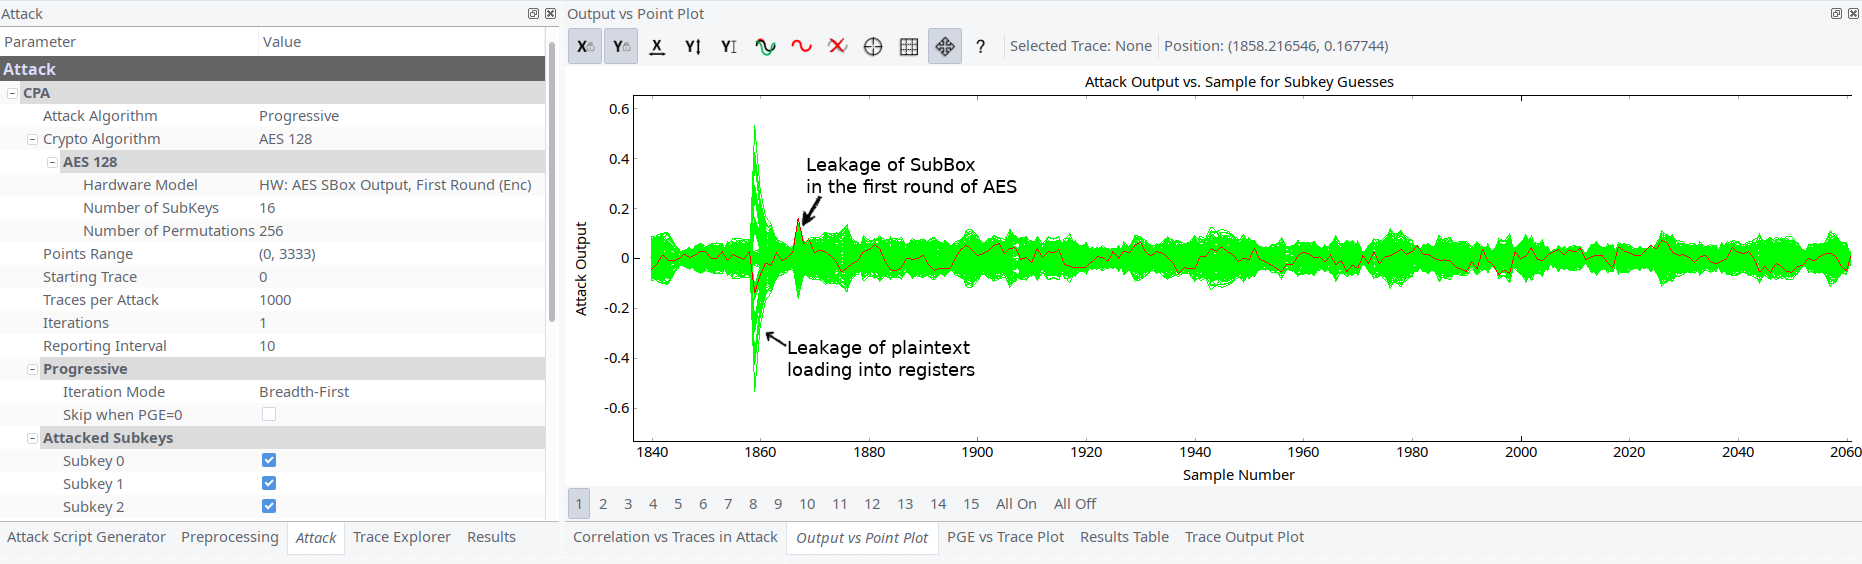 Attack
Parameter Value
Attack
CPA
Attack Algorithm Progressive
Crypto Algorithm AES 128
AES 128
Hardware Model HW: AES SBox Output, First Round (Enc)
Number of SubKeys 16
Number of Permutations 256
Points Range (0, 3333)
Starting Trace 0
Traces per Attack 1000
Iterations 1
Reporting Interval 10
Progressive
Iteration Mode Breadth-First
Skip when PGE=0
Attacked Subkeys
Subkey 0
Subkey 1
Subkey 2
Attack Script Generator Preprocessing Attack Trace Explorer Results
Output vs Point Plot
X Y X Y Y ? Selected Trace: None Position: (1858.216546, 0.167744)
Attack Output vs. Sample for Subkey Guesses
0.6
0.4
0.2
0
-0.2
-0.4
-0.6
Attack Output
Leakage of SubBox
in the first round of AES
Leakage of plaintext
loading into registers
1840 1860 1880 1900 1920 1940 1960 1980 2000 2020 2040 2060
Sample Number
1 2 3 4 5 6 7 8 9 10 11 12 13 14 15 All On All Off
Correlation vs Traces in Attack Output vs Point Plot PGE vs Trace Plot Results Table Trace Output Plot